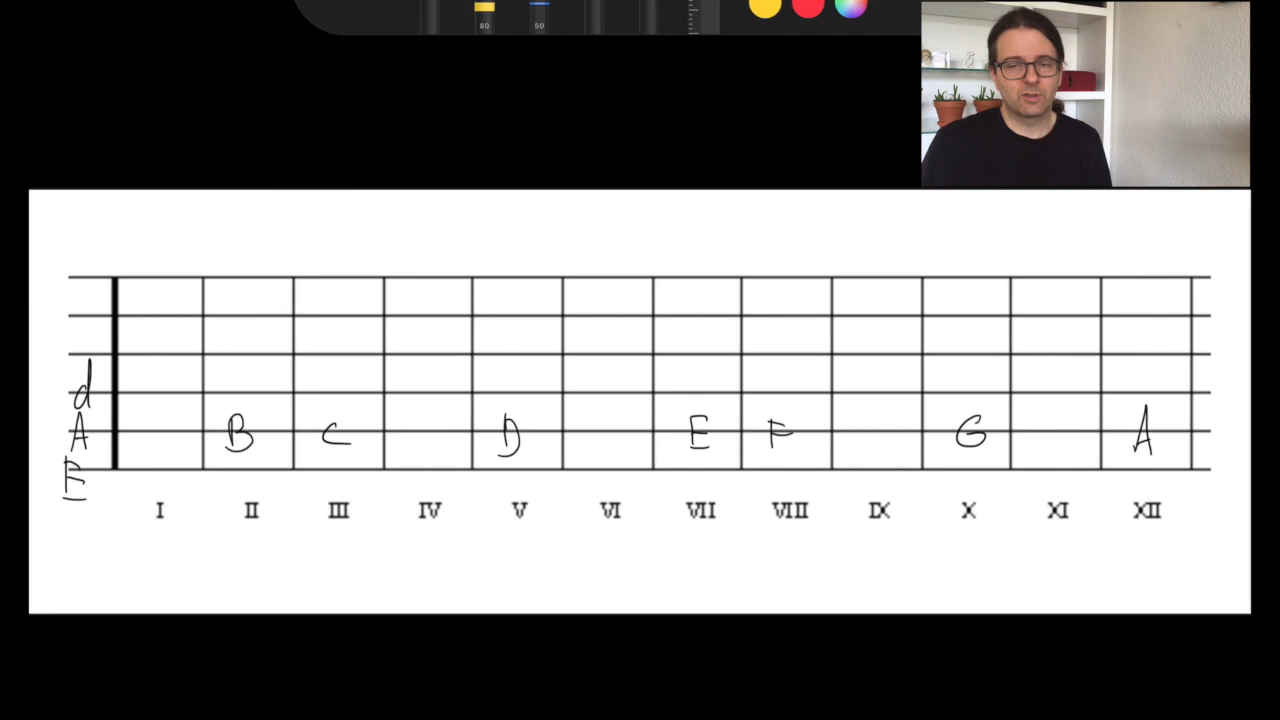 80 50
d
A B C D E F G A
E
I II III IV V VI VII VIII IX X XI XII